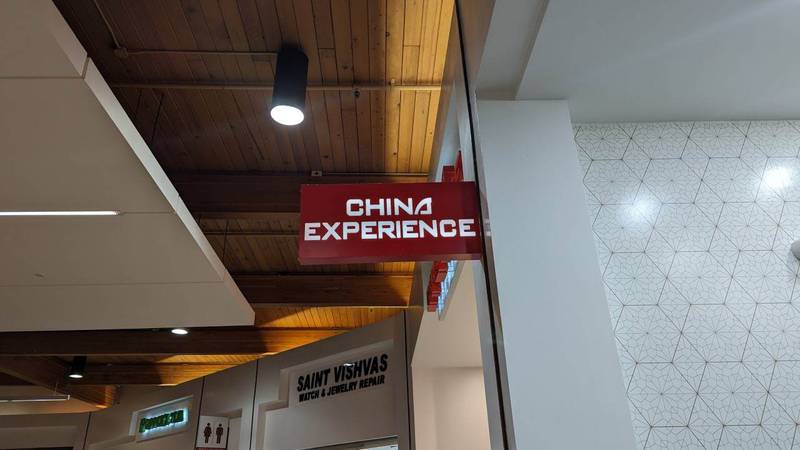 CHINA
EXPERIENCE
SAINT VISHVAS
WATCH & JEWELRY REPAIR